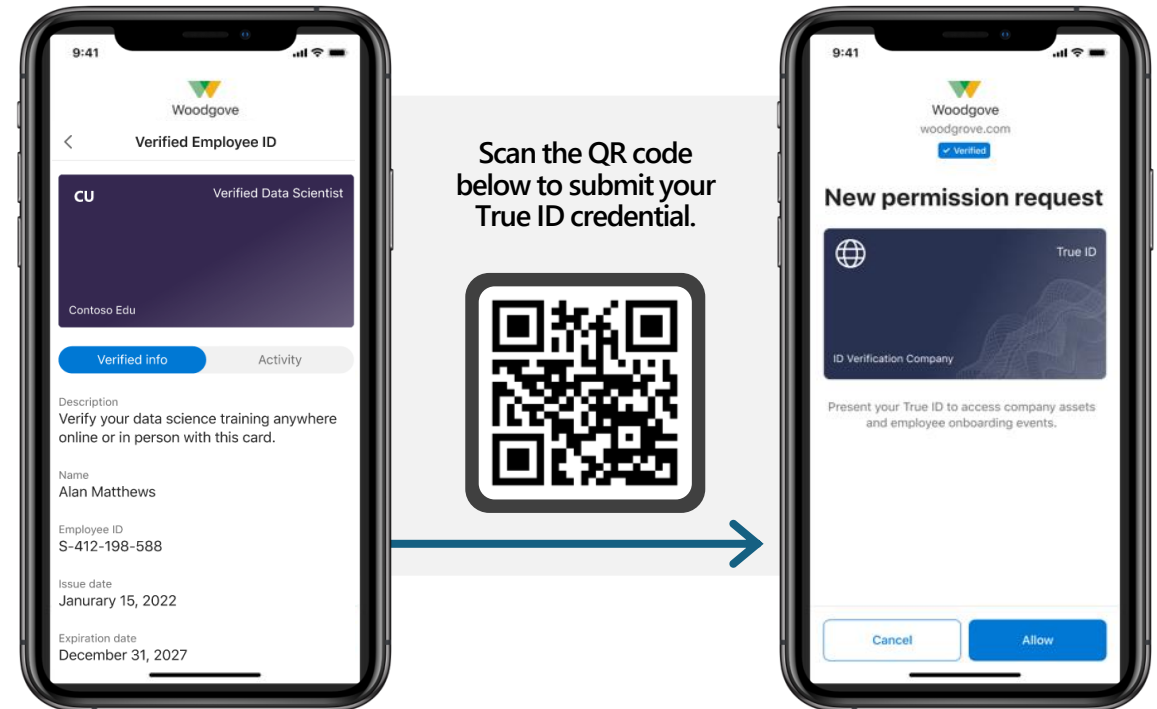 9:41
Woodgove
Verified Employee ID
CU
Verified Data Scientist
Contoso Edu
Verified info
Activity
Description
Verify your data science training anywhere
online or in person with this card.
Name
Alan Matthews
Employee ID
S-412-198-588
Issue date
Janurary 15, 2022
Expiration date
December 31, 2027
Scan the QR code
below to submit your
True ID credential.
9:41
Woodgove
woodgrove.com
Verified
New permission request
True ID
ID Verification Company
Present your True ID to access company assets
and employee onboarding events.
Cancel
Allow